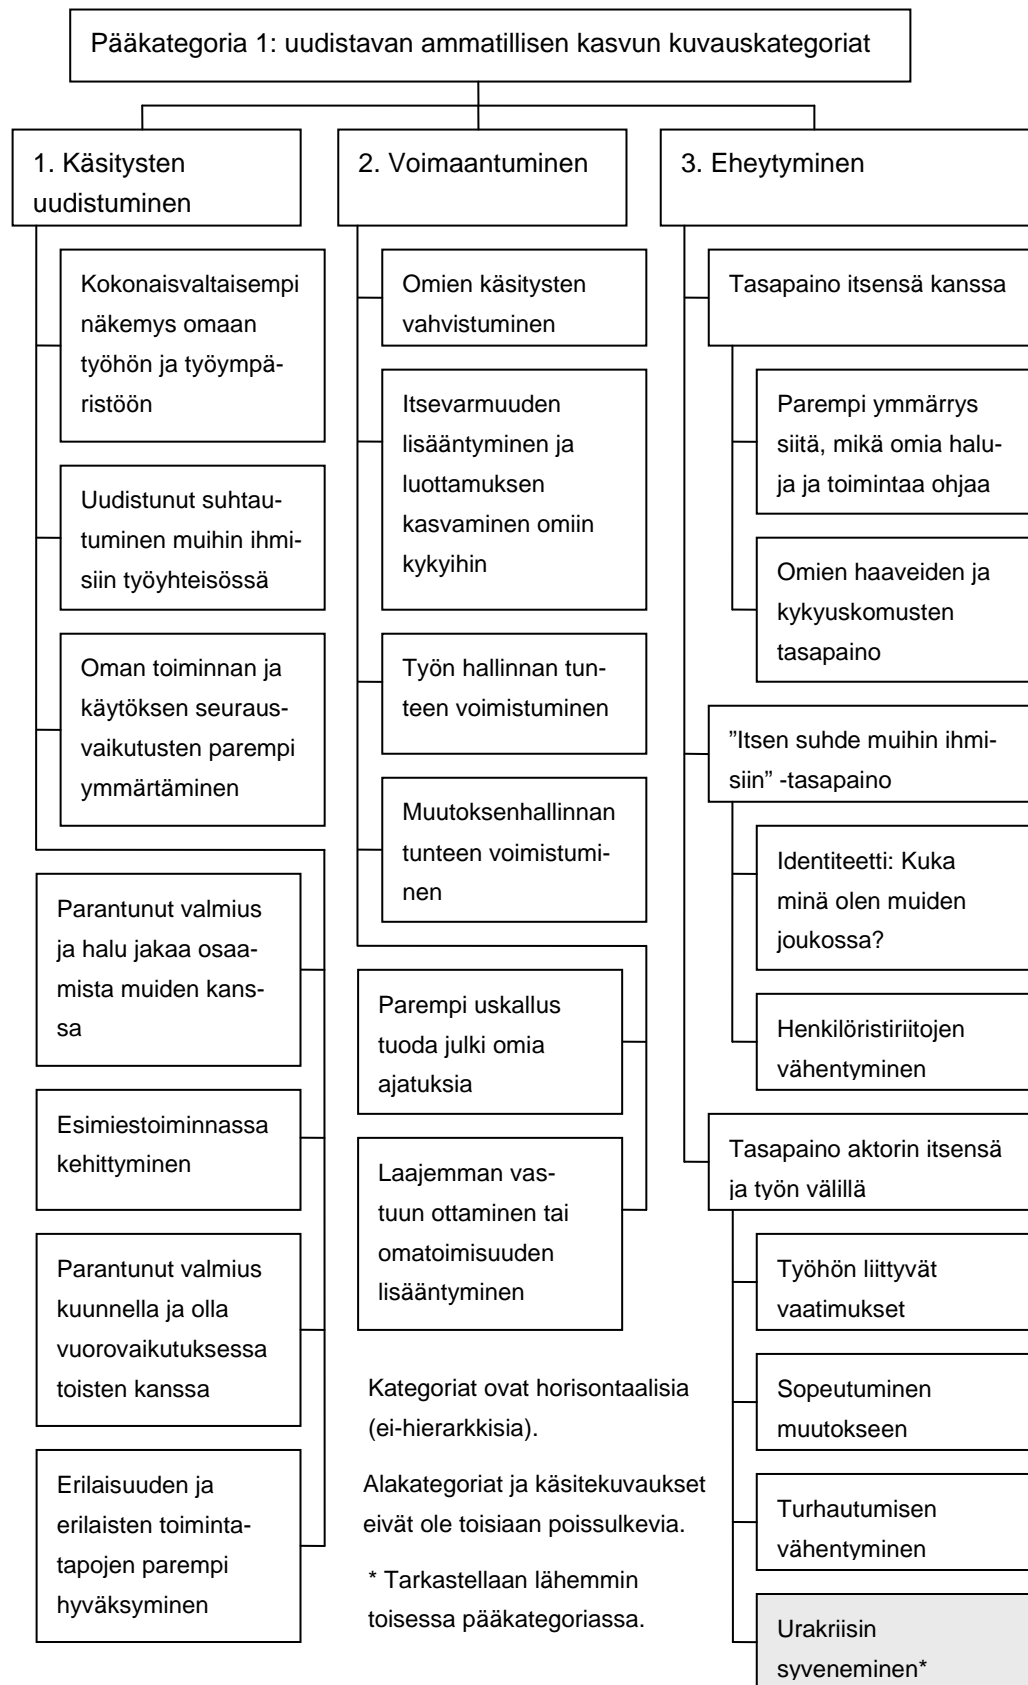 Pääkategoria 1: uudistavan ammatillisen kasvun kuvauskategoriat
1. Käsitysten
uudistuminen
Kokonaisvaltaisempi
näkemys omaan
työhön ja työympä-
ristöön
Uudistunut suhtau-
tuminen muihin ihmi-
siin työyhteisössä
Oman toiminnan ja
käytöksen seuraus-
vaikutusten parempi
ymmärtäminen
Parantunut valmius
ja halu jakaa osaa-
mista muiden kans-
sa
Esimiestoiminnassa
kehittyminen
Parantunut valmius
kuunnella ja olla
vuorovaikutuksessa
toisten kanssa
Erilaisuuden ja
erilaisten toiminta-
tapojen parempi
hyväksyminen
2. Voimaantuminen
Omien käsitysten
vahvistuminen
Itsevarmuuden
lisääntyminen ja
luottamuksen
kasvaminen omiin
kykyihin
Työn hallinnan tun-
teen voimistuminen
Muutoksenhallinnan
tunteen voimistumi-
nen
Parempi uskallus
tuoda julki omia
ajatuksia
Laajemman vas-
tuun ottaminen tai
omatoimisuuden
lisääntyminen
3. Eheytyminen
Tasapaino itsensä kanssa
Parempi ymmärrys
siitä, mikä omia halu-
ja ja toimintaa ohjaa
Omien haaveiden ja
kykyuskomusten
tasapaino
”Itsen suhde muihin ihmi-
siin” -tasapaino
Identiteetti: Kuka
minä olen muiden
joukossa?
Henkilöristiriitojen
vähentyminen
Tasapaino aktorin itsensä
ja työn välillä
Työhön liittyvät
vaatimukset
Sopeutuminen
muutokseen
Turhautumisen
vähentyminen
Urakriisin
syveneminen*
Kategoriat ovat horisontaalisia
(ei-hierarkkisia).
Alakategoriat ja käsitekuvaukset
eivät ole toisiaan poissulkevia.
* Tarkastellaan lähemmin
toisessa pääkategoriassa.